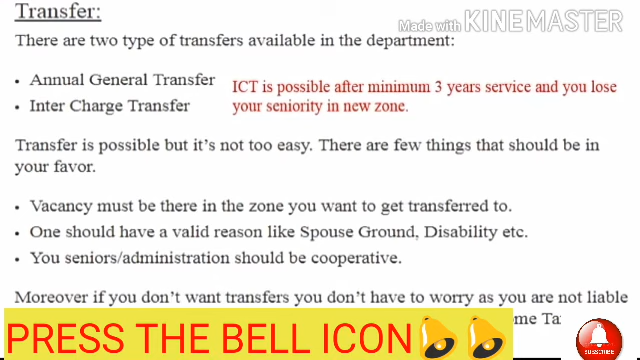 Transfer:
Made with KINEMASTER
There are two type of transfers available in the department:
• Annual General Transfer
• Inter Charge Transfer
ICT is possible after minimum 3 years service and you lose
your seniority in new zone.
Transfer is possible but it's not too easy. There are few things that should be in
your favor.
• Vacancy must be there in the zone you want to get transferred to.
• One should have a valid reason like Spouse Ground, Disability etc.
• You seniors/administration should be cooperative.
Moreover if you don't want transfers you don't have to worry as you are not liable
PRESS THE BELL ICON🔔🔔
SUBSCRIBE